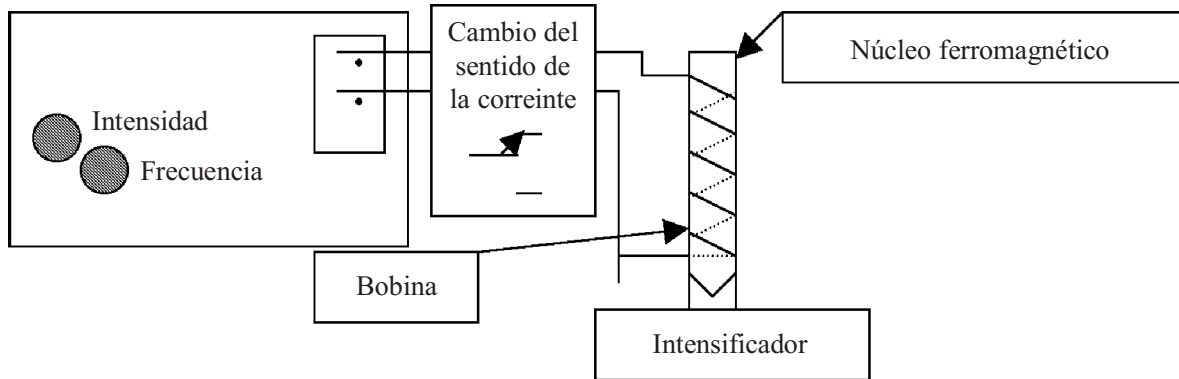 Cambio del
sentido de
la correinte
Núcleo ferromagnético
Intensidad
Frecuencia
Bobina
Intensificador